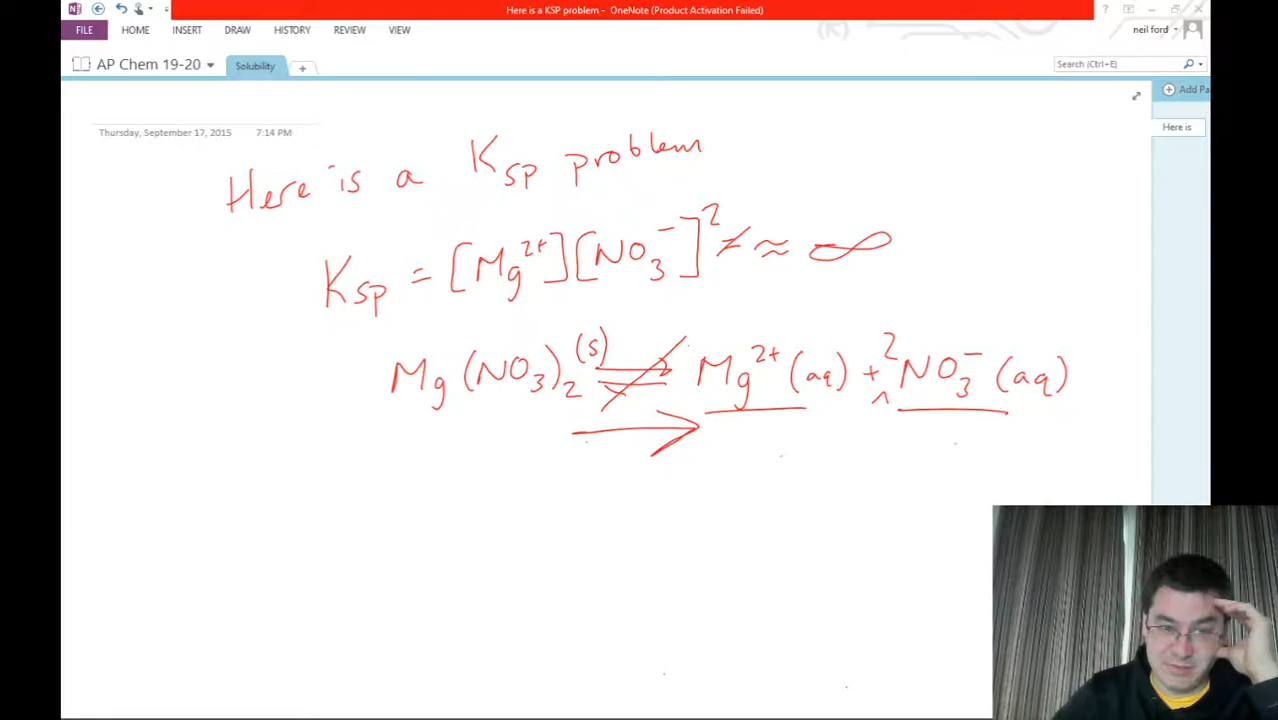 Here is a KSP problem - OneNote (Product Activation Failed)
FILE HOME INSERT DRAW HISTORY REVIEW VIEW
neil ford
AP Chem 19-20 Solubility +
Search (Ctrl+E)
Add Pa
Here is
Thursday, September 17, 2015 7:14 PM
Here is a Ksp problem
Ksp = [Mg²⁺][NO₃⁻]² ≈ ∞
Mg(NO₃)₂(s) ⇌ Mg²⁺(aq) + 2NO₃⁻(aq)
→